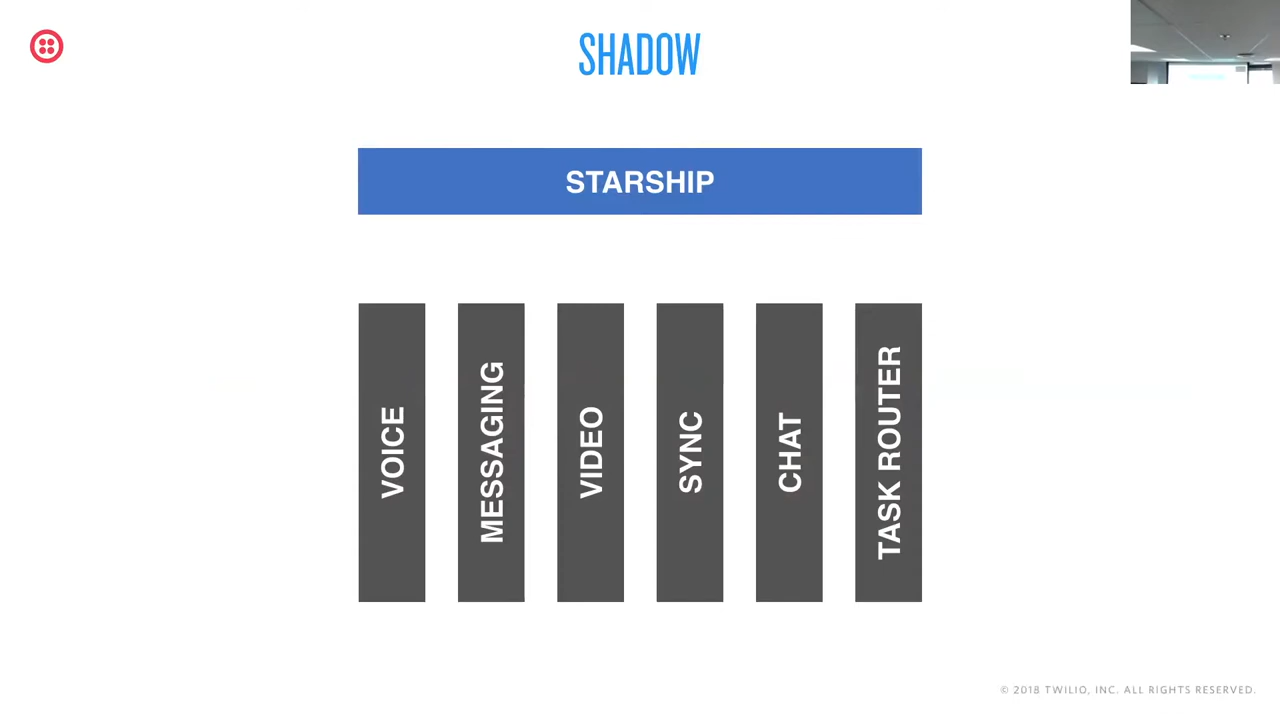 SHADOW
STARSHIP
VOICE
MESSAGING
VIDEO
SYNC
CHAT
TASK ROUTER
© 2018 TWILIO, INC. ALL RIGHTS RESERVED.